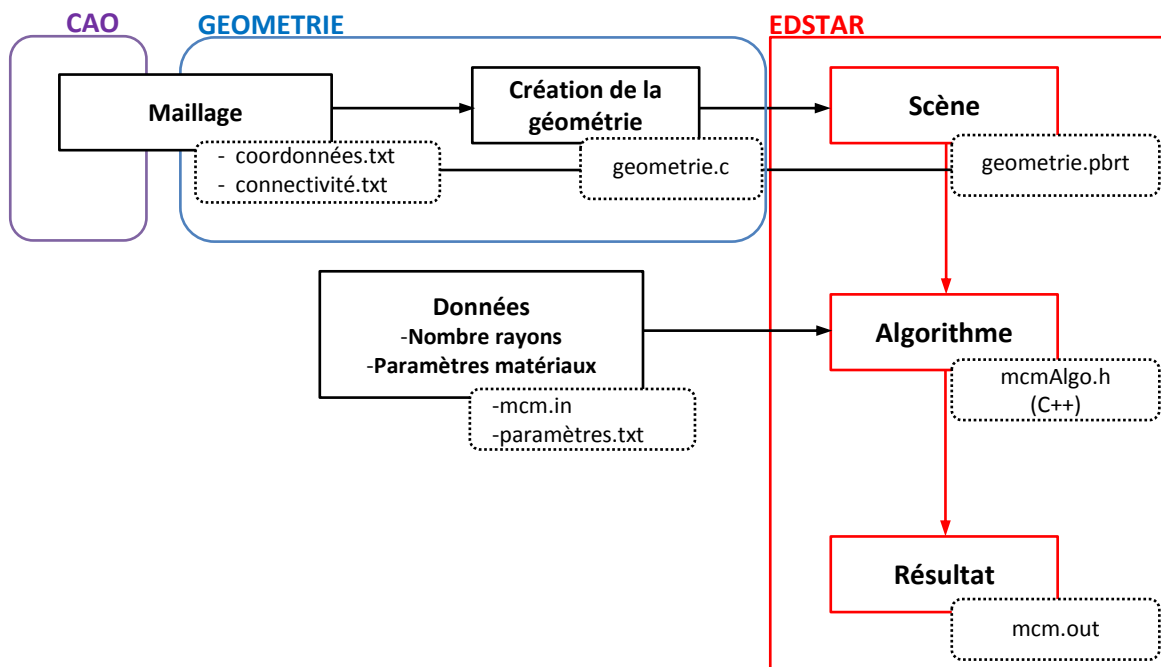 CAO
GEOMETRIE
EDSTAR
Maillage
- coordonnées.txt
- connectivité.txt
Création de la
géométrie
geometrie.c
Scène
geometrie.pbrt
Données
-Nombre rayons
-Paramètres matériaux
-mcm.in
-paramètres.txt
Algorithme
mcmAlgo.h
(C++)
Résultat
mcm.out